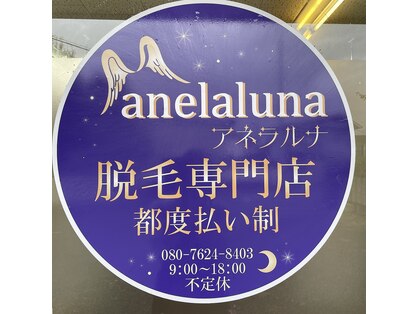 anelaluna
アネラルナ
脱毛専門店
都度払い制
080-7624-8403
9:00〜18:00
不定休